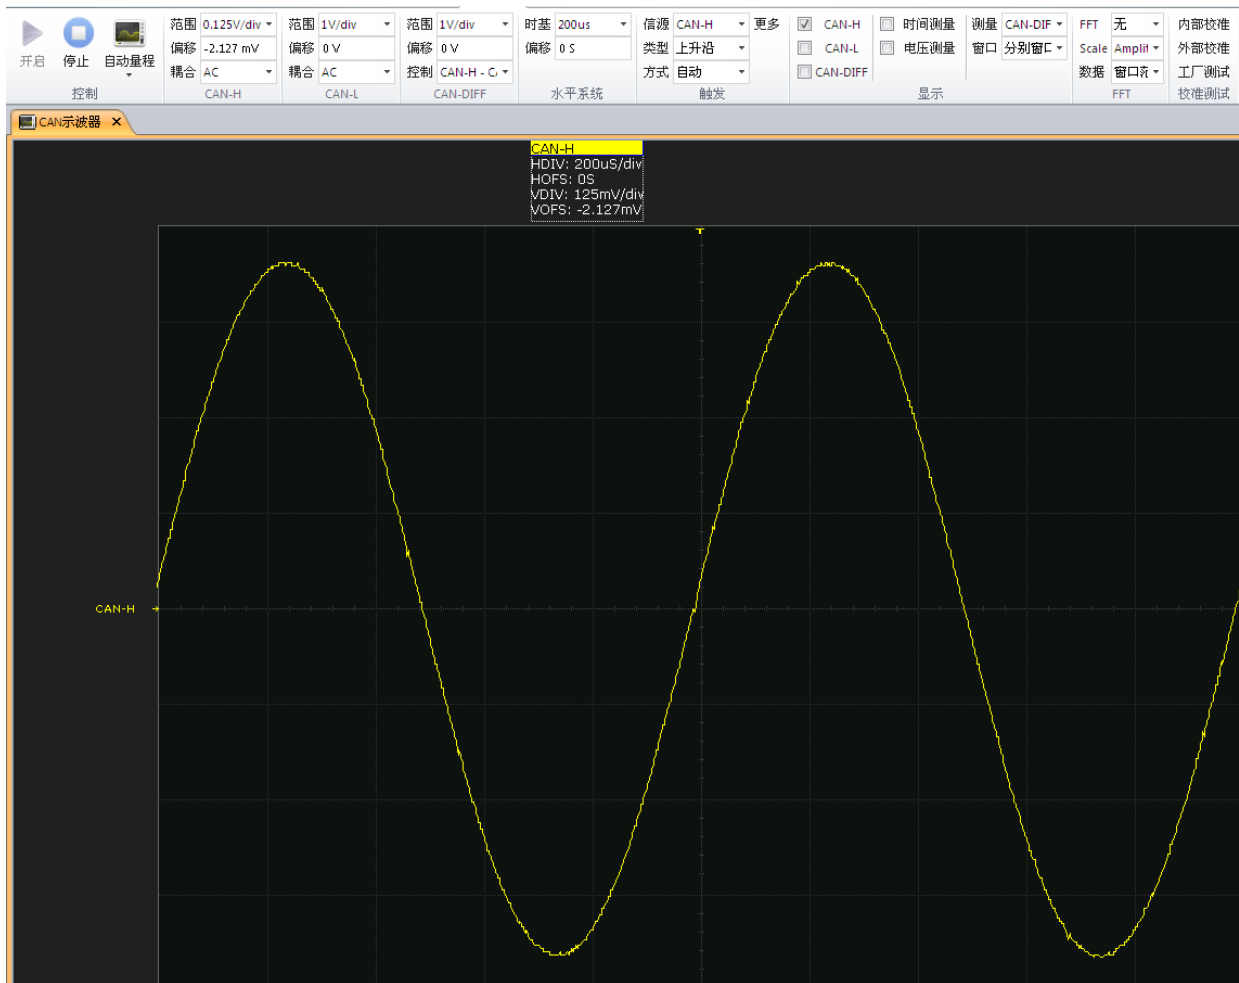 范围 0.125V/div 范围 1V/div 范围 1V/div 时基 200us 信源 CAN-H 更多 CAN-H 时间测量 测量 CAN-DIF FFT 无 内部校准
开启 停止 自动量程 偏移 -2.127 mV 偏移 0 V 偏移 0 V 偏移 0 S 类型 上升沿 CAN-L 电压测量 窗口 分别窗 Scale Amplit 外部校准
耦合 AC 耦合 AC 控制 CAN-H - C 方式 自动 CAN-DIFF 数据 窗口 工厂测试
控制 CAN-H CAN-L CAN-DIFF 水平系统 触发 显示 FFT 校准测试
CAN示波器
CAN-H
HDIV: 200uS/div
HOFS: 0S
VDIV: 125mV/div
VOFS: -2.127mV
T
CAN-H